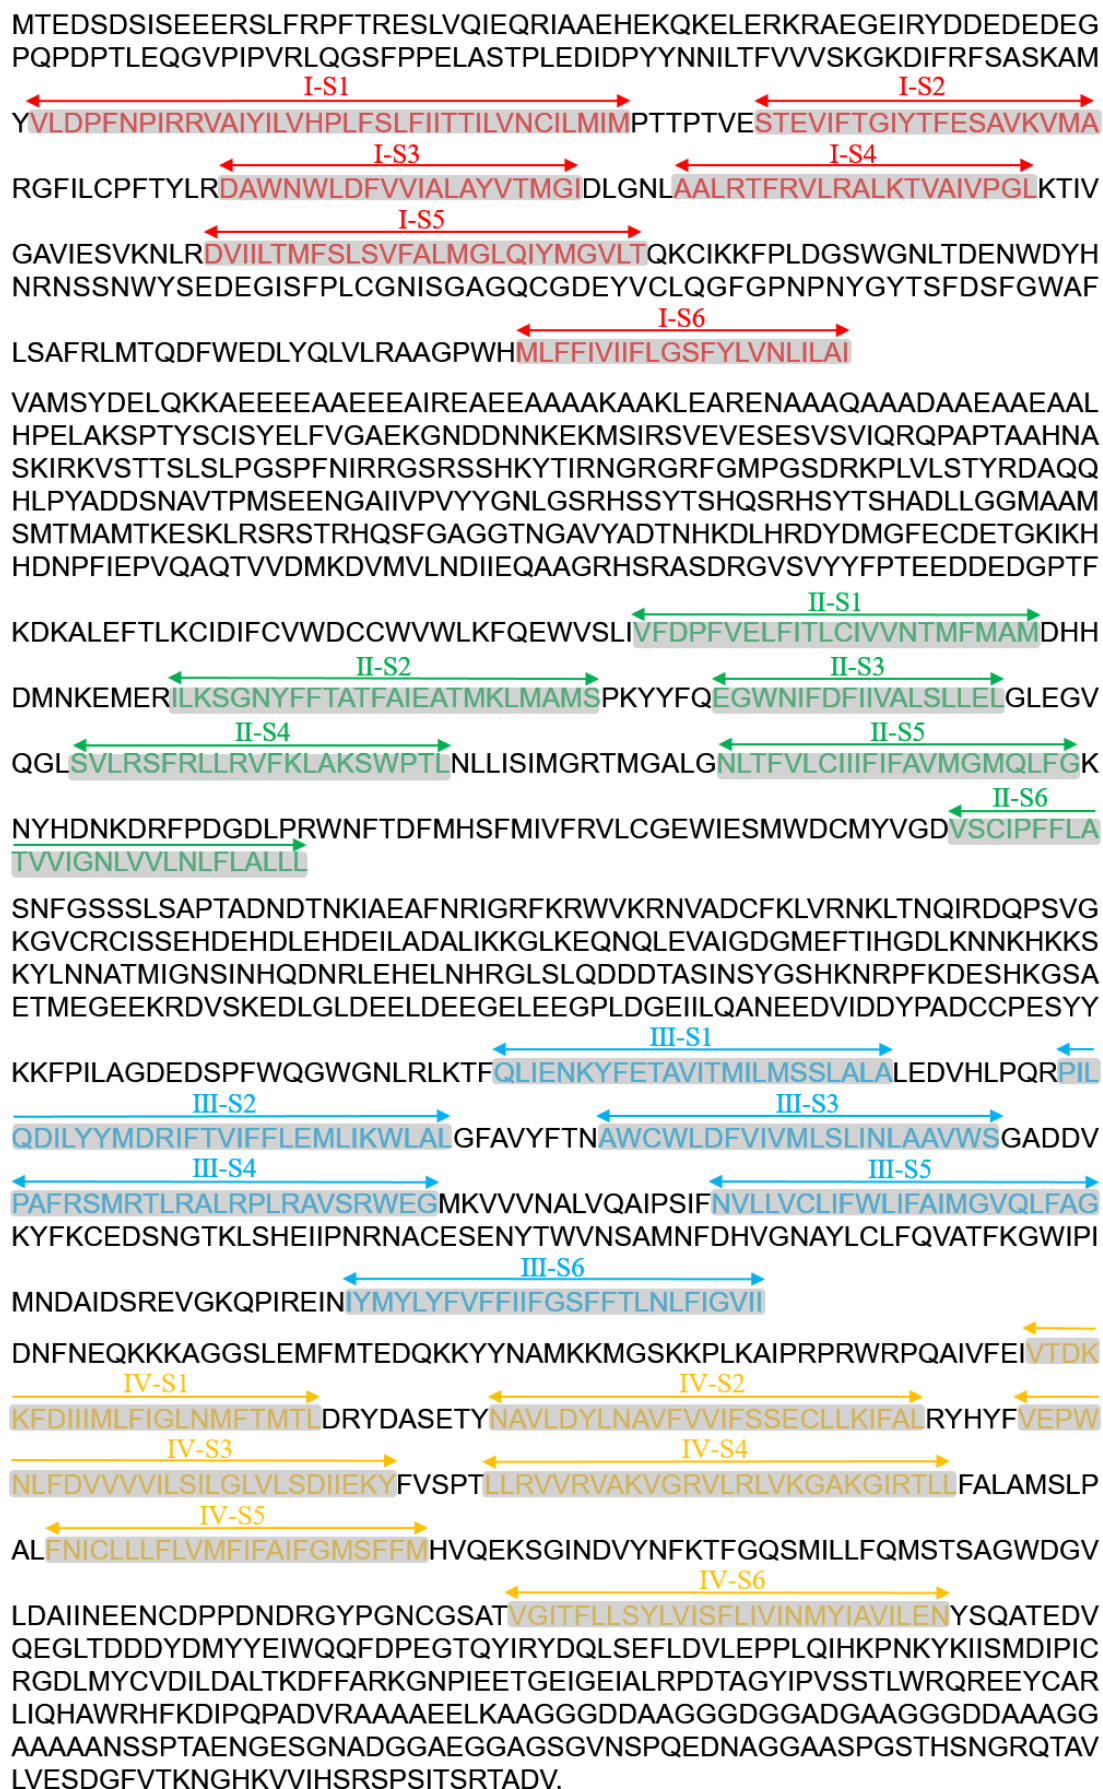 MTEDSDSISEEERSLFRPFTRESLVQIEQRIAAEHEKQKELERKRAEGEIRYDDEDEDEG
PQPDPTLEQGVPIPVRLQGSFPPELASTPLEDIDPYYNNILTFVVVSKGKDIFRFSASKAM
I-S1 I-S2
YVLDPFNPIRRVAIYILVHPLFSLFIITTILVNCILMIMPTTPTVESTEVIFTGIYTFESAVKVMA
I-S3 I-S4
RGFILCPFTYLRDAWNWLDFVVIALAYVTMGIDLGNLAALRTFRVLRALKTVAIVPGLKTIV
I-S5
GAVIESVKNLRDVIILTMFSLSVFALMGLQIYMGVLTQKCIKKFPLDGSWGNLTDENWDYH
NRNSSNWYSEDEGISFPLCGNISGAGQCGDEYVCLQGFGPNPNYGYTSFDSFGWAF
I-S6
LSAFRLMTQDFWEDLYQLVLRAAGPWHMLFFIVIIFLGSFYLVNLILAI
VAMSYDELQKKAEEEEAAEEEAIREAEEAAAAKAAKLEARENAAAQAAADAAEAAEAAL
HPELAKSPTYSCISYELFVGAEKGNDDNNKEKMSIRSVEVESESVSVIQRQPAPTAAHNA
SKIRKVSTTSLSLPGSPFNIRRGSRSSHKYTIRNGRGRFGMPGSDRKPLVLSTYRDAQQ
HLPYADDSNAVTPMSEENGAIIVPVYYGNLGSRHSSYTSHQSRHSYTSHADLLGGMAAM
SMTMAMTKESKLRSRSTRHQSFGAGGTNGAVYADTNHKDLHRDYDMGFECDETGKIKH
HDNPFIEPVQAQTVVDMKDVMVLNDIIEQAAGRHSRASDRGVSVYYFPTEEDDEDGPTF
II-S1
KDKALEFTLKCIDIFCVWDCCWVWLKFQEWVSLIVFDPFVELFITLCIVVNTMFMAMDHH
II-S2 II-S3
DMNKEMERILKSGNYFFTATFAIEATMKLMAMSPKYYFQEGWNIFDFIIVALSLLELGLEGV
II-S4 II-S5
QGLSVLRSFRLLRVFKLAKSWPTLNLLISIMGRTMGALGNLTFVLCIIIFIFAVMGMQLFGK
II-S6
NYHDNKDRFPDGDLPRWNFTDFMHSFMIVFRVLCGEWIESMWDCMYVGDVSCIPFFLA
TVVIGNLVVLNLFLALLL
SNFGSSSLSAPTADNDTNKIAEAFNRIGRFKRWVKRNVADCFKLVRNKLTNQIRDQPSVG
KGVCRCISSEHDEHDLEHDEILADALIKKGLKEQNQLEVAIGDGMEFTIHGDLKNNKHKKS
KYLNNATMIGNSINHQDNRLEHELNHRGLSLQDDDTASINSYGSHKNRPFKDESHKGSA
ETMEGEEKRDVSKEDLGLDEELDEEGELEEGPLDGEIILQANEEDVIDDYPADCCPESYY
III-S1
KKFPILAGDEDSPFWQGWGNLRLKTFQLIENKYFETAVITMILMSSLALALEDVHLPQRPIL
III-S2 III-S3
QDILYYMDRIFTVIFFLEMLIKWLALGFAVYFTNAWCWLDFVIVMLSLINLAAVWSGADDV
III-S4 III-S5
PAFRSMRTLRALRPLRAVSRWEGMKVVVNALVQAIPSIFNVLLVCLIFWLIFAIMGVQLFAG
KYFKCEDSNGTKLSHEIIPNRNACESENYTWVNSAMNFDHVGNAYLCLFQVATFKGWIPI
III-S6
MNDAIDSREVGKQPIREINIYMYLYFVFFIIFGSFFTLNLFIGVII
DNFNEQKKKAGGSLEMFMTEDQKKYYNAMKKMGSKKPLKAIPRPRWRPQAIVFEIVTDK
IV-S1 IV-S2
KFDIIIMLFIGLNMFTMTLDRYDASETYNAVLDYLNAVFVVIFSSECLLKIFALRYHYFVEPW
IV-S3 IV-S4
NLFDVVVVILSILGLVLSDIIEKYFVSPTLLRVVRVAKVGRVLRLVKGAKGIRTLLFALAMSLP
IV-S5
ALFNICLLLFLVMFIFAIFGMSFFMHVQEKSGINDVYNFKTFGQSMILLFQMSTSAGWDGV
IV-S6
LDAIINEENCDPPDNDRGYPGNCGSATVGITFLLSYLVISFLIVINMYIAVILENYSQATEDV
QEGLTDDDYDMYYEIWQQFDPEGTQYIRYDQLSEFLDVLEPPLQIHKPNKYKIISMDIPIC
RGDLMYCVDILDALTKDFFARKGNPIEETGEIGEIALRPDTAGYIPVSSTLWRQREEYCAR
LIQHAWRHFKDIPQPADVRAAAAEELKAAGGGDDAAGGGDGGADGAAGGGDDAAAGG
AAAAANSSPTAENGESGNADGGAEGGAGSGVNSPQEDNAGGAASPGSTHSNGRQTAV
LVESDGFVTKNGHKVVIHSRSPSITSRTADV.